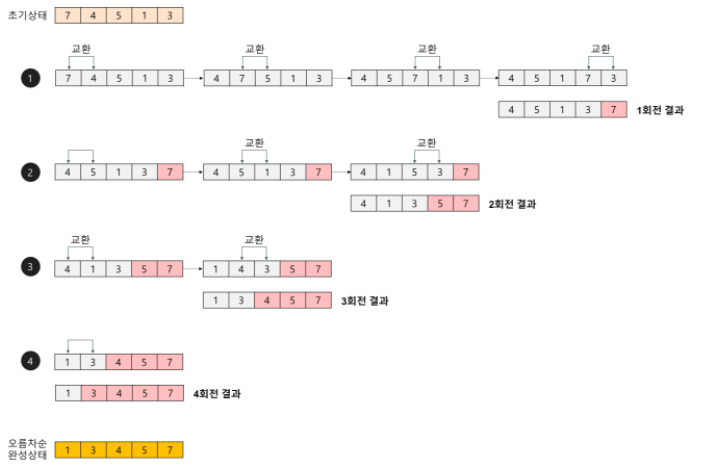 초기상태 7 4 5 1 3
교환 교환 교환 교환
1 7 4 5 1 3 4 7 5 1 3 4 5 7 1 3 4 5 1 7 3
4 5 1 3 7 1회전 결과
교환 교환
2 4 5 1 3 7 4 5 1 3 7 4 1 5 3 7
4 1 3 5 7 2회전 결과
교환 교환
3 4 1 3 5 7 1 4 3 5 7
1 3 4 5 7 3회전 결과
4 1 3 4 5 7
1 3 4 5 7 4회전 결과
오름차순
완성상태 1 3 4 5 7